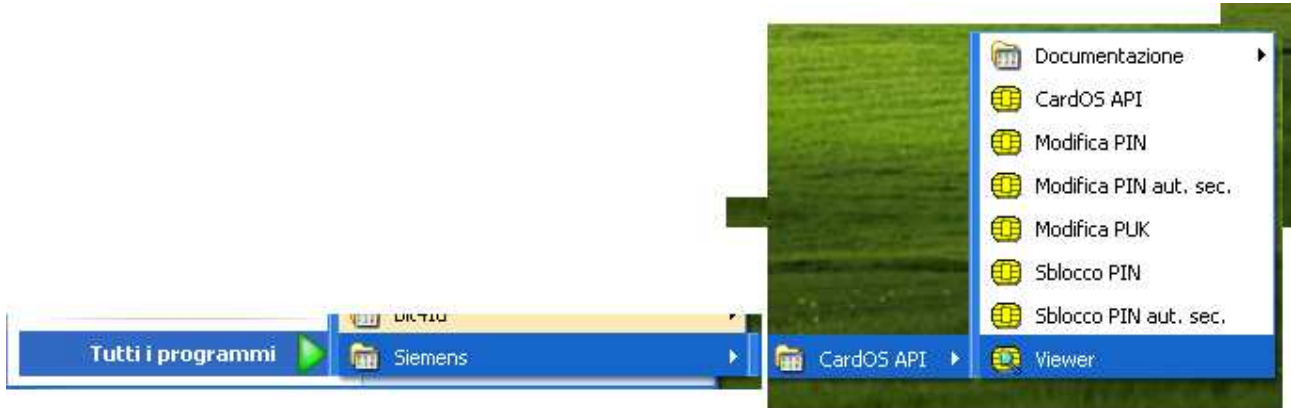 Documentazione
CardOS API
Modifica PIN
Modifica PIN aut. sec.
Modifica PUK
Sblocco PIN
Sblocco PIN aut. sec.
Tutti i programmi
Siemens
CardOS API
Viewer